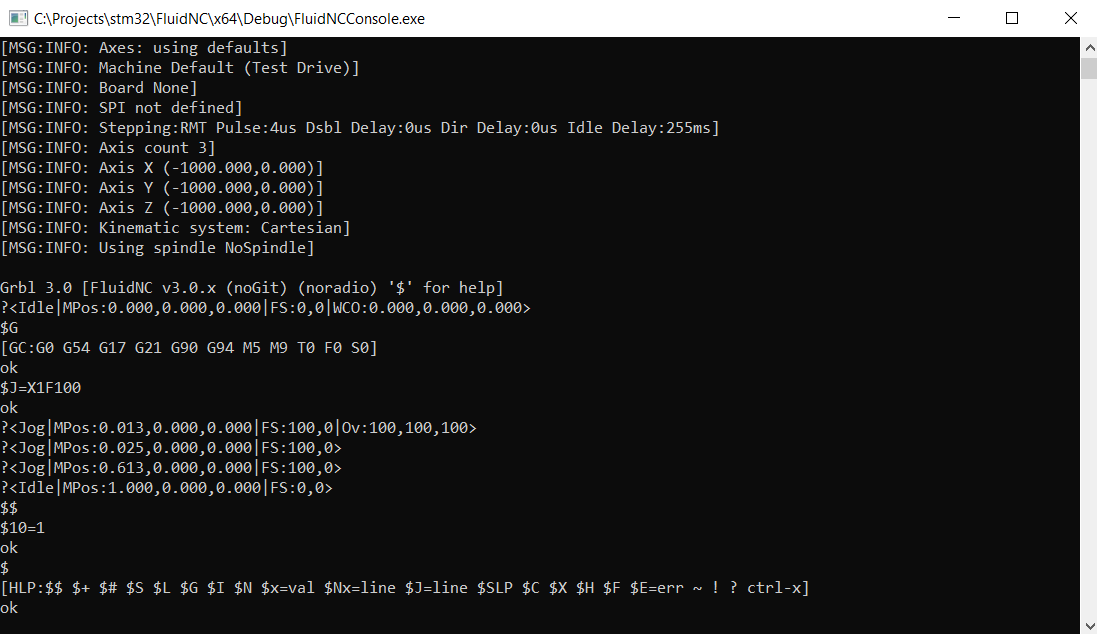 C:\Projects\stm32\FluidNC\x64\Debug\FluidNCConsole.exe
[MSG:INFO: Axes: using defaults]
[MSG:INFO: Machine Default (Test Drive)]
[MSG:INFO: Board None]
[MSG:INFO: SPI not defined]
[MSG:INFO: Stepping:RMT Pulse:4us Dsbl Delay:0us Dir Delay:0us Idle Delay:255ms]
[MSG:INFO: Axis count 3]
[MSG:INFO: Axis X (-1000.000,0.000)]
[MSG:INFO: Axis Y (-1000.000,0.000)]
[MSG:INFO: Axis Z (-1000.000,0.000)]
[MSG:INFO: Kinematic system: Cartesian]
[MSG:INFO: Using spindle NoSpindle]

Grbl 3.0 [FluidNC v3.0.x (noGit) (noradio) '$' for help]
?<Idle|MPos:0.000,0.000,0.000|FS:0,0|WCO:0.000,0.000,0.000>
$G
[GC:G0 G54 G17 G21 G90 G94 M5 M9 T0 F0 S0]
ok
$J=X1F100
ok
?<Jog|MPos:0.013,0.000,0.000|FS:100,0|Ov:100,100,100>
?<Jog|MPos:0.025,0.000,0.000|FS:100,0>
?<Jog|MPos:0.613,0.000,0.000|FS:100,0>
?<Idle|MPos:1.000,0.000,0.000|FS:0,0>
$$
$10=1
ok
$
[HLP:$$ $+ $# $S $L $G $I $N $x=val $Nx=line $J=line $SLP $C $X $H $F $E=err ~ ! ? ctrl-x]
ok